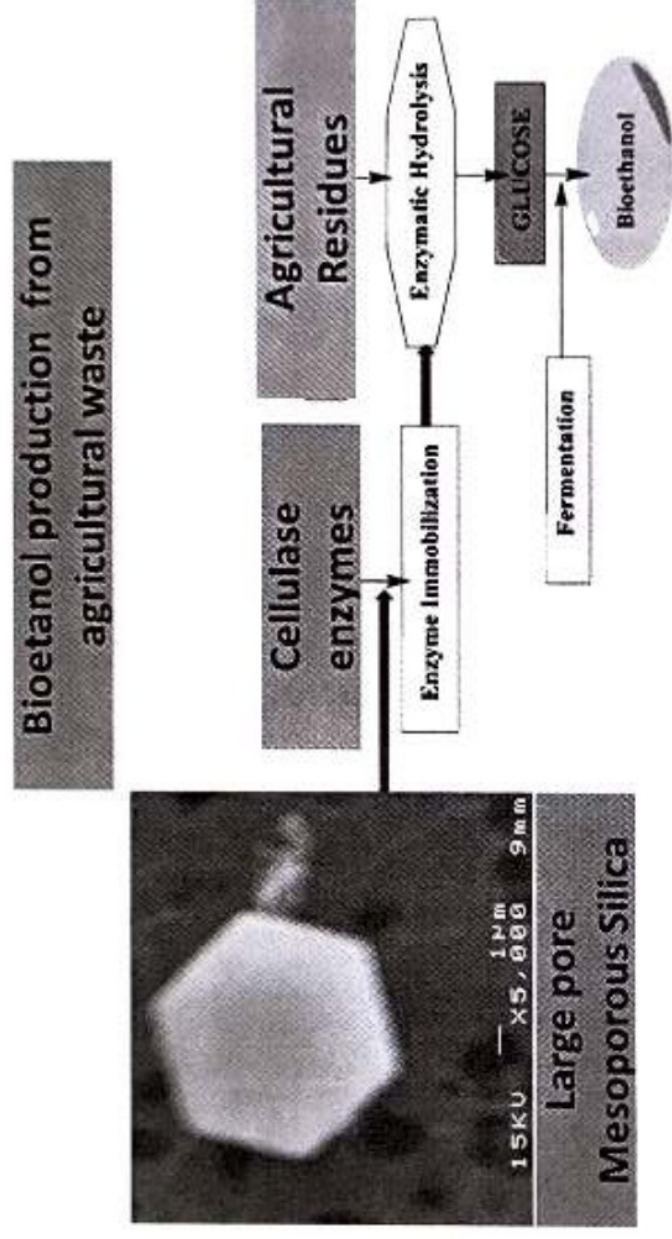 Bioetanol production from
agricultural waste
Cellulase
enzymes
Agricultural
Residues
Enzyme Immobilization
Enzymatic Hydrolysis
GLUCOSE
Fermentation
Bioethanol
1µm
15KU X5,000 9mm
Large pore
Mesoporous Silica